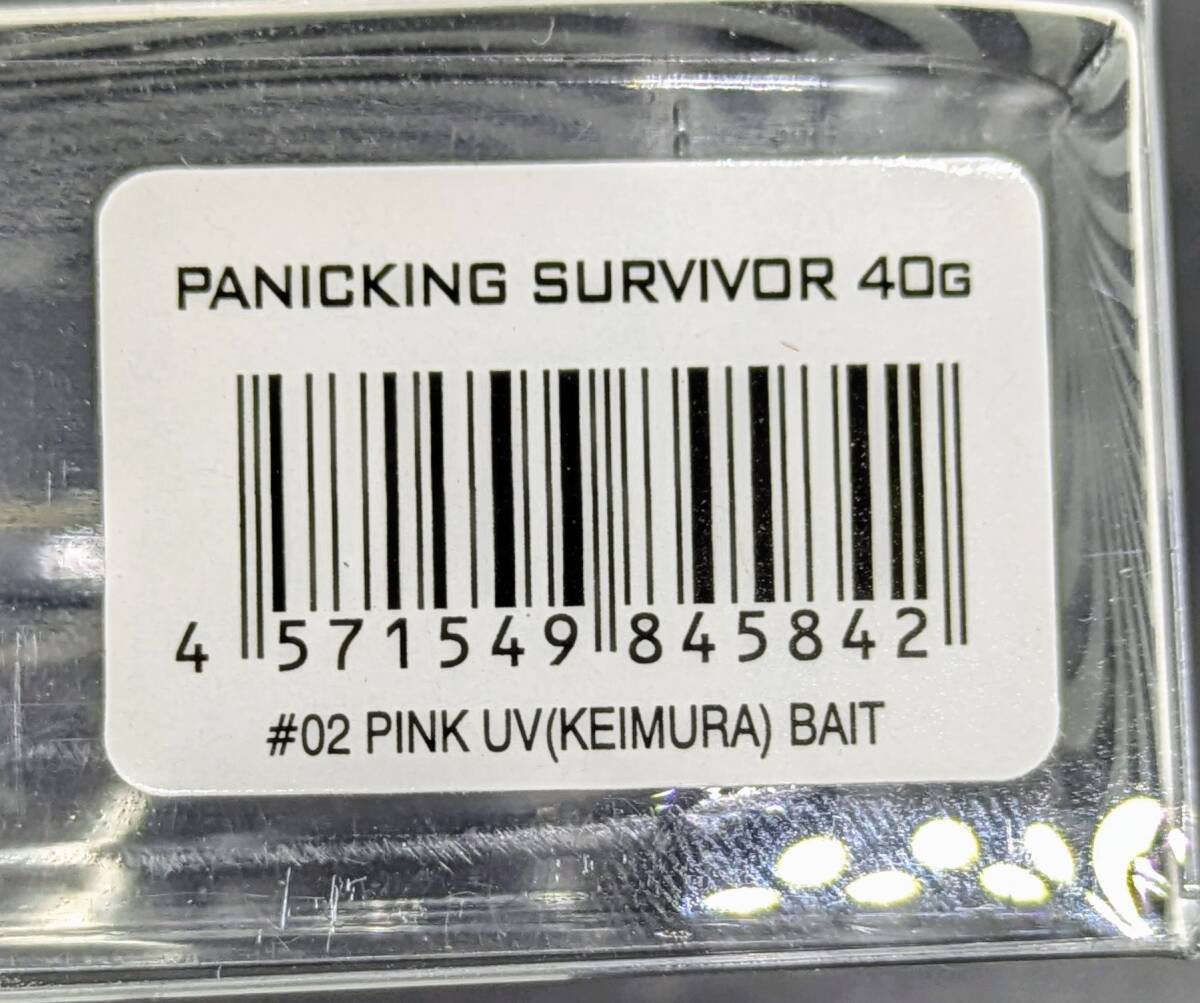 PANICKING SURVIVOR 40G
4 571549 845842
#02 PINK UV(KEIMURA) BAIT